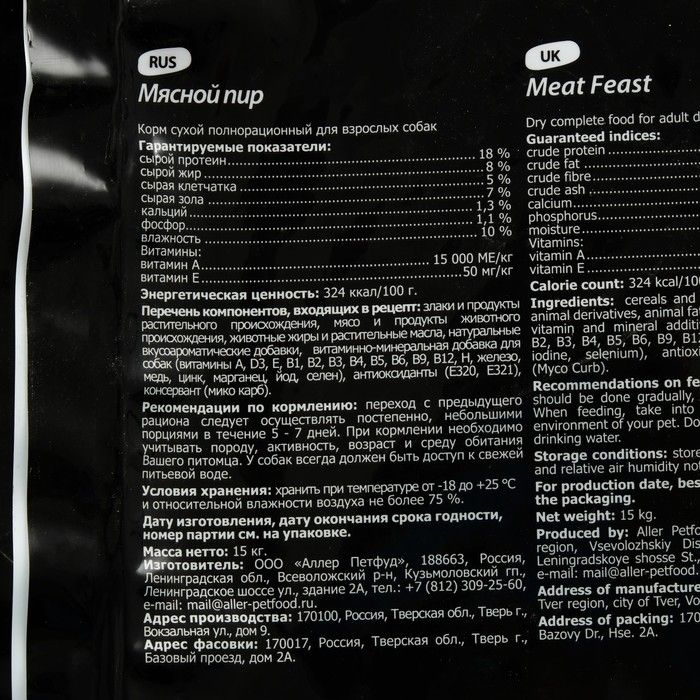 RUS
Мясной пир
Корм сухой полнорационный для взрослых собак
Гарантируемые показатели:
сырой протеин 18 %
сырой жир 8 %
сырая клетчатка 5 %
сырая зола 7 %
кальций 1,3 %
фосфор 1,1 %
влажность 10 %
Витамины:
витамин А 15 000 МЕ/кг
витамин Е 50 мг/кг
Энергетическая ценность: 324 ккал/100 г.
Перечень компонентов, входящих в рецепт: злаки и продукты
растительного происхождения, мясо и продукты животного
происхождения, животные жиры и растительные масла, натуральные
вкусоароматические добавки, витаминно-минеральная добавка для
собак (витамины A, D3, E, B1, B2, B3, B4, B5, B6, B9, B12, H, железо,
медь, цинк, марганец, йод, селен), антиоксиданты (Е320, Е321),
консервант (мико карб).
Рекомендации по кормлению: переход с предыдущего
рациона следует осуществлять постепенно, небольшими
порциями в течение 5 - 7 дней. При кормлении необходимо
учитывать породу, активность, возраст и среду обитания
Вашего питомца. У собак всегда должен быть доступ к свежей
питьевой воде.
Условия хранения: хранить при температуре от -18 до +25 °С
и относительной влажности воздуха не более 75 %.
Дату изготовления, дату окончания срока годности,
номер партии см. на упаковке.
Масса нетто: 15 кг.
Изготовитель: ООО «Аллер Петфуд», 188663, Россия,
Ленинградская обл., Всеволожский р-н, Кузьмоловский гп.,
Ленинградское шоссе ул., здание 2А, тел.: +7 (812) 309-25-60,
e-mail: mail@aller-petfood.ru.
Адрес производства: 170100, Россия, Тверская обл., Тверь г.,
Вокзальная ул., дом 9.
Адрес фасовки: 170017, Россия, Тверская обл., Тверь г.,
Базовый проезд, дом 2А.
UK
Meat Feast
Dry complete food for adult d
Guaranteed indices:
crude protein
crude fat
crude fibre
crude ash
calcium
phosphorus
moisture
Vitamins:
vitamin A
vitamin E
Calorie count: 324 kcal/100
Ingredients: cereals and
animal derivatives, animal fa
vitamin and mineral addi
B2, B3, B4, B5, B6, B9, B12
iodine, selenium), antiox
(Myco Curb).
Recommendations on fe
should be done gradually,
When feeding, take into
environment of your pet. Do
drinking water.
Storage conditions: store
and relative air humidity no
For production date, bes
the packaging.
Net weight: 15 kg.
Produced by: Aller Petfo
region, Vsevolozhskiy Dis
Leningradskoye shosse St.,
e-mail: mail@aller-petfood.
Address of manufacture
Tver region, city of Tver, Vo
Address of packing: 170
Bazovy Dr., Hse. 2A.